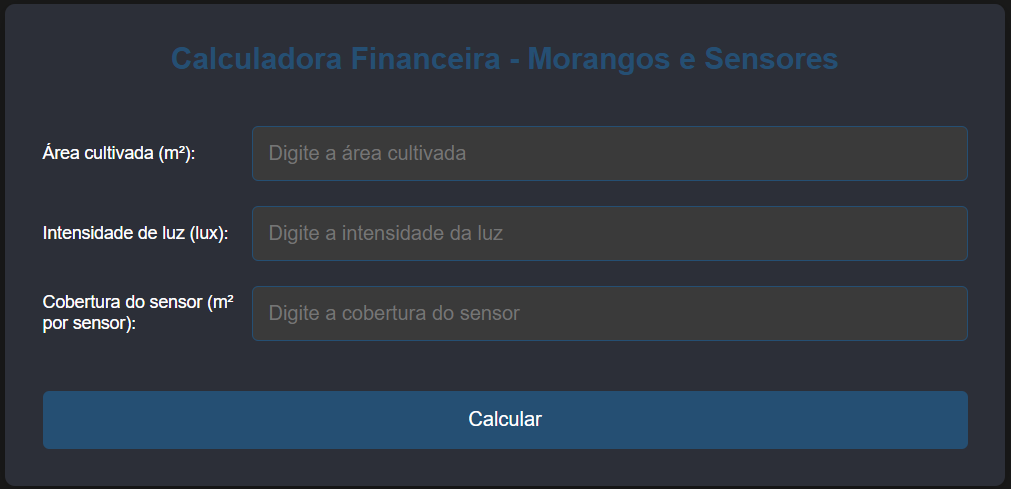 Calculadora Financeira - Morangos e Sensores
Área cultivada (m²):
Digite a área cultivada
Intensidade de luz (lux):
Digite a intensidade da luz
Cobertura do sensor (m²
por sensor):
Digite a cobertura do sensor
Calcular